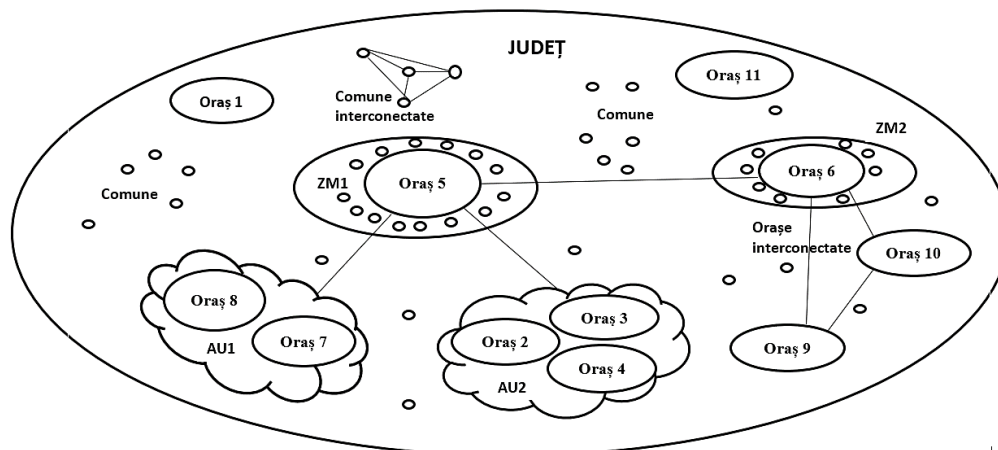 JUDEȚ
Oraș 1
Comune
interconectate
Comune
Oraș 11
ZM2
Comune
ZM1
Oraș 5
Oraș 6
Orașe
interconectate
Oraș 10
Oraș 8
Oraș 7
AU1
Oraș 3
Oraș 2
Oraș 4
AU2
Oraș 9